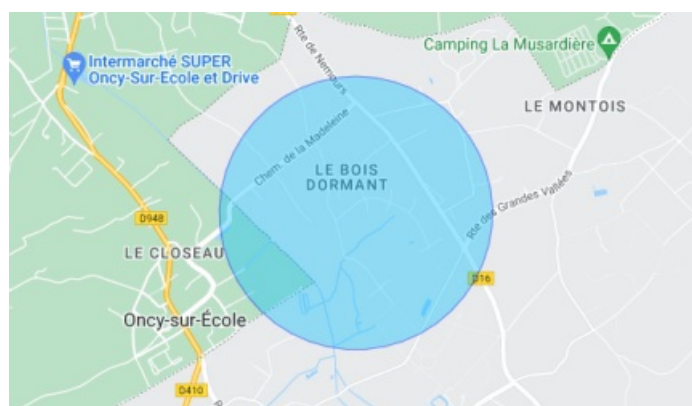 Intermarché SUPER
Oncy-Sur-Ecole et Drive
Rte de Nemours
Camping La Musardière
LE MONTOIS
Chem. de la Madeleine
LE BOIS
DORMANT
Rte des Grandes Vallées
D948
LE CLOSEAU
D16
Oncy-sur-École
D410